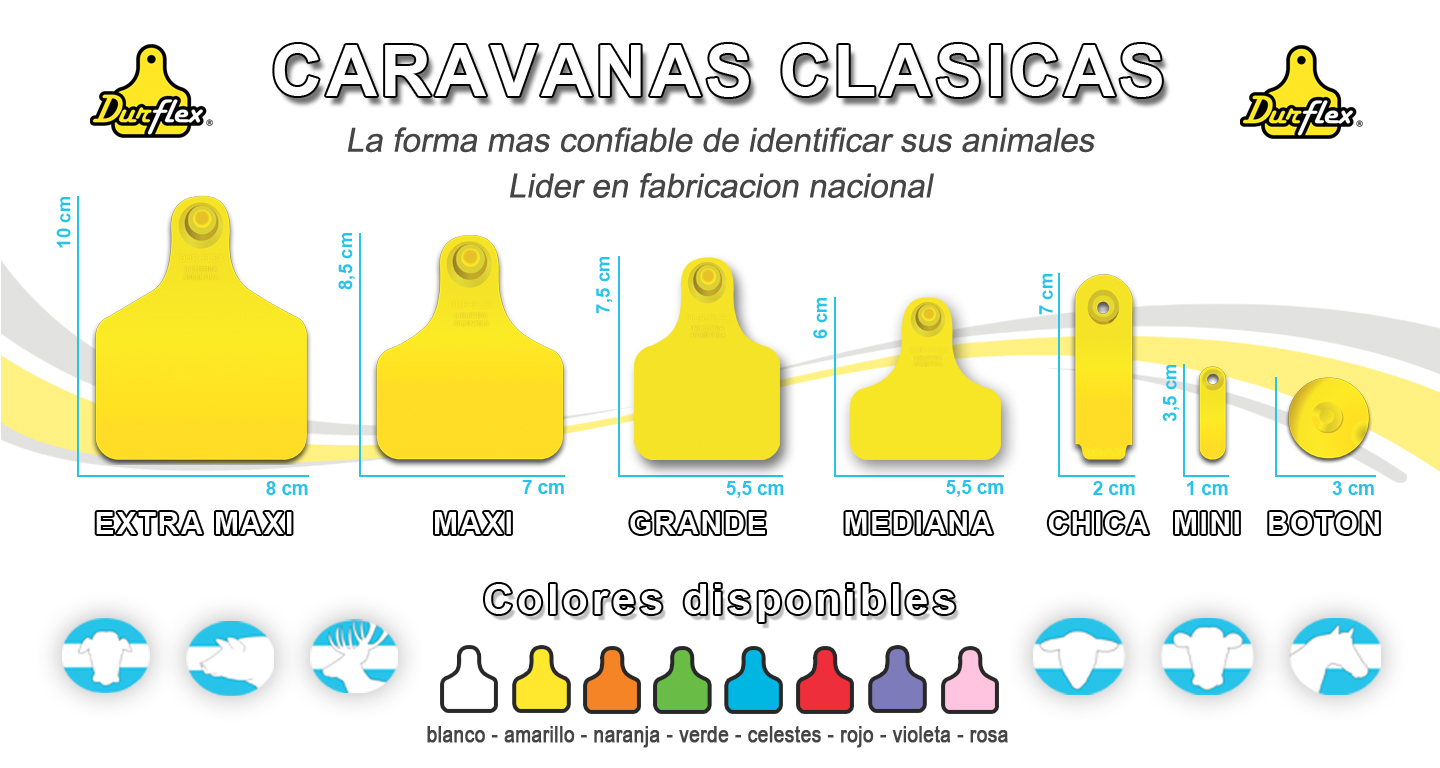 CARAVANAS CLASICAS
Durflex®
Durflex®
La forma mas confiable de identificar sus animales
Lider en fabricacion nacional
10 cm
8 cm
EXTRA MAXI
8,5 cm
7 cm
MAXI
7,5 cm
5,5 cm
GRANDE
6 cm
5,5 cm
MEDIANA
7 cm
2 cm
CHICA
3,5 cm
1 cm
MINI
3 cm
BOTON
Colores disponibles
blanco - amarillo - naranja - verde - celestes - rojo - violeta - rosa